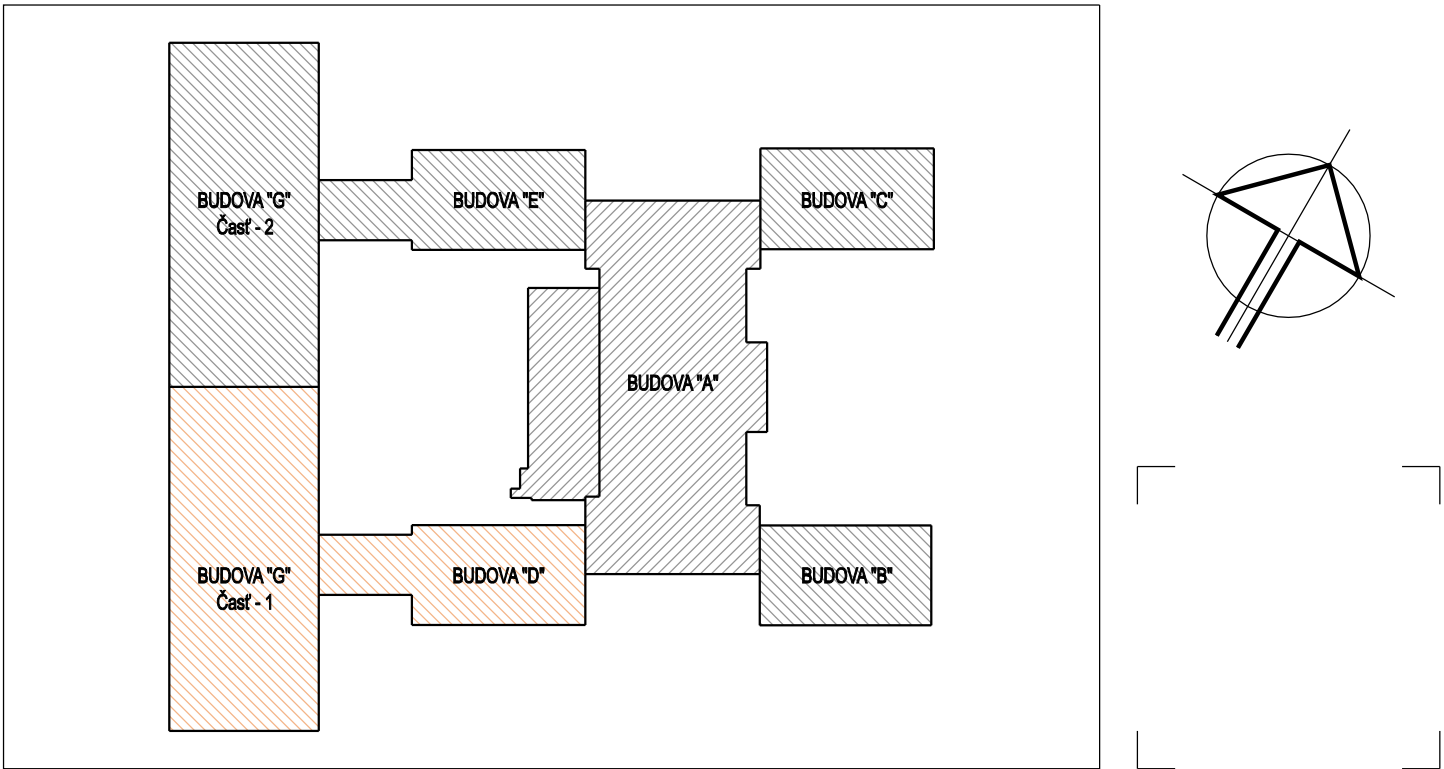 BUDOVA "G"
Časť - 2
BUDOVA "E"
BUDOVA "C"
BUDOVA "A"
BUDOVA "G"
Časť - 1
BUDOVA "D"
BUDOVA "B"